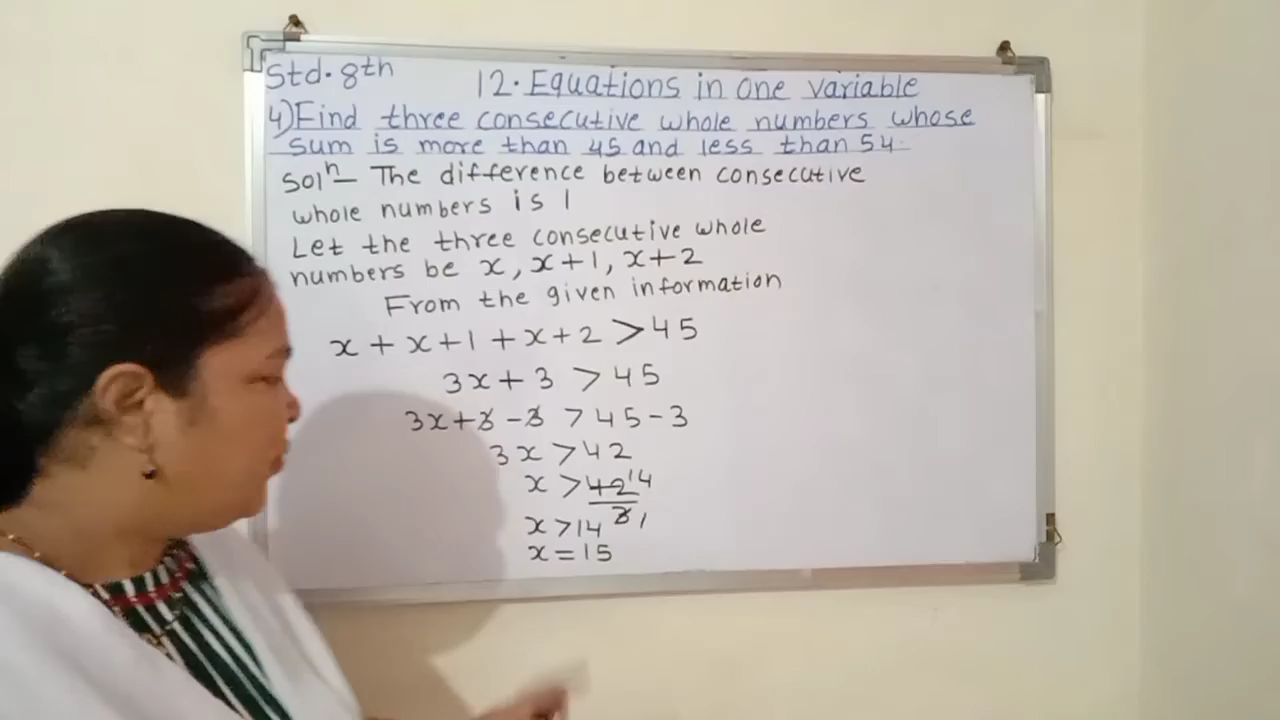 Std. 8th
12. Equations in one variable
4) Find three consecutive whole numbers whose
sum is more than 45 and less than 54.
Solⁿ- The difference between consecutive
whole numbers is 1
Let the three consecutive whole
numbers be x, x+1, x+2
From the given information
x + x+1 + x+2 > 45
3x + 3 > 45
3x+3 - 3 > 45-3
3x > 42
x > 42/3 14 1
x > 14
x = 15